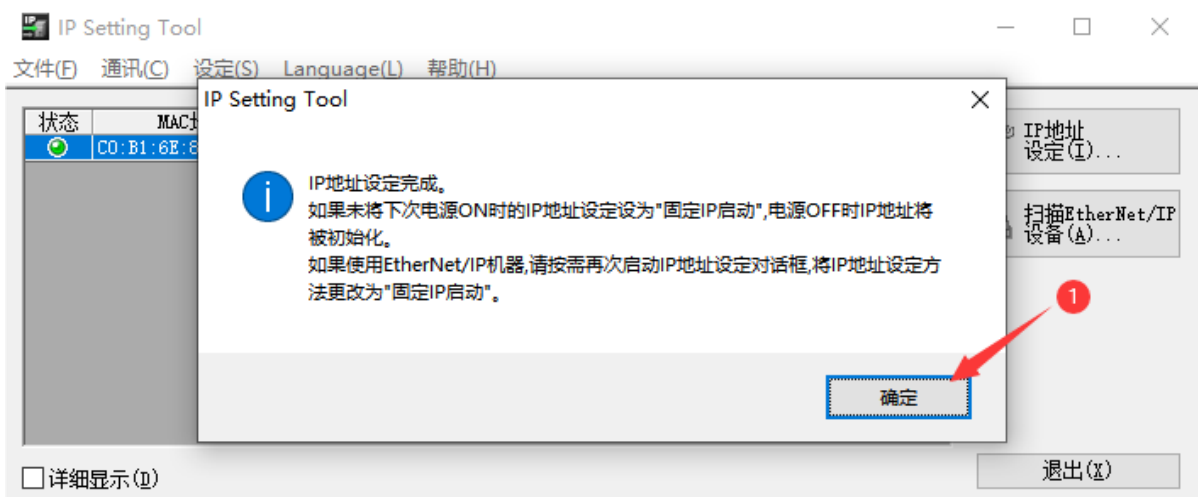 IP Setting Tool
文件(F) 通讯(C) 设定(S) Language(L) 帮助(H)
IP Setting Tool
状态 MAC
C0:B1:6E:8
IP地址设定完成。
如果未将下次电源ON时的IP地址设定设为"固定IP启动",电源OFF时IP地址将
被初始化。
如果使用EtherNet/IP机器,请按需再次启动IP地址设定对话框,将IP地址设定方
法更改为"固定IP启动"。
确定
IP地址
设定(I)...
扫描EtherNet/IP
设备(A)...
1
详细显示(D)
退出(X)